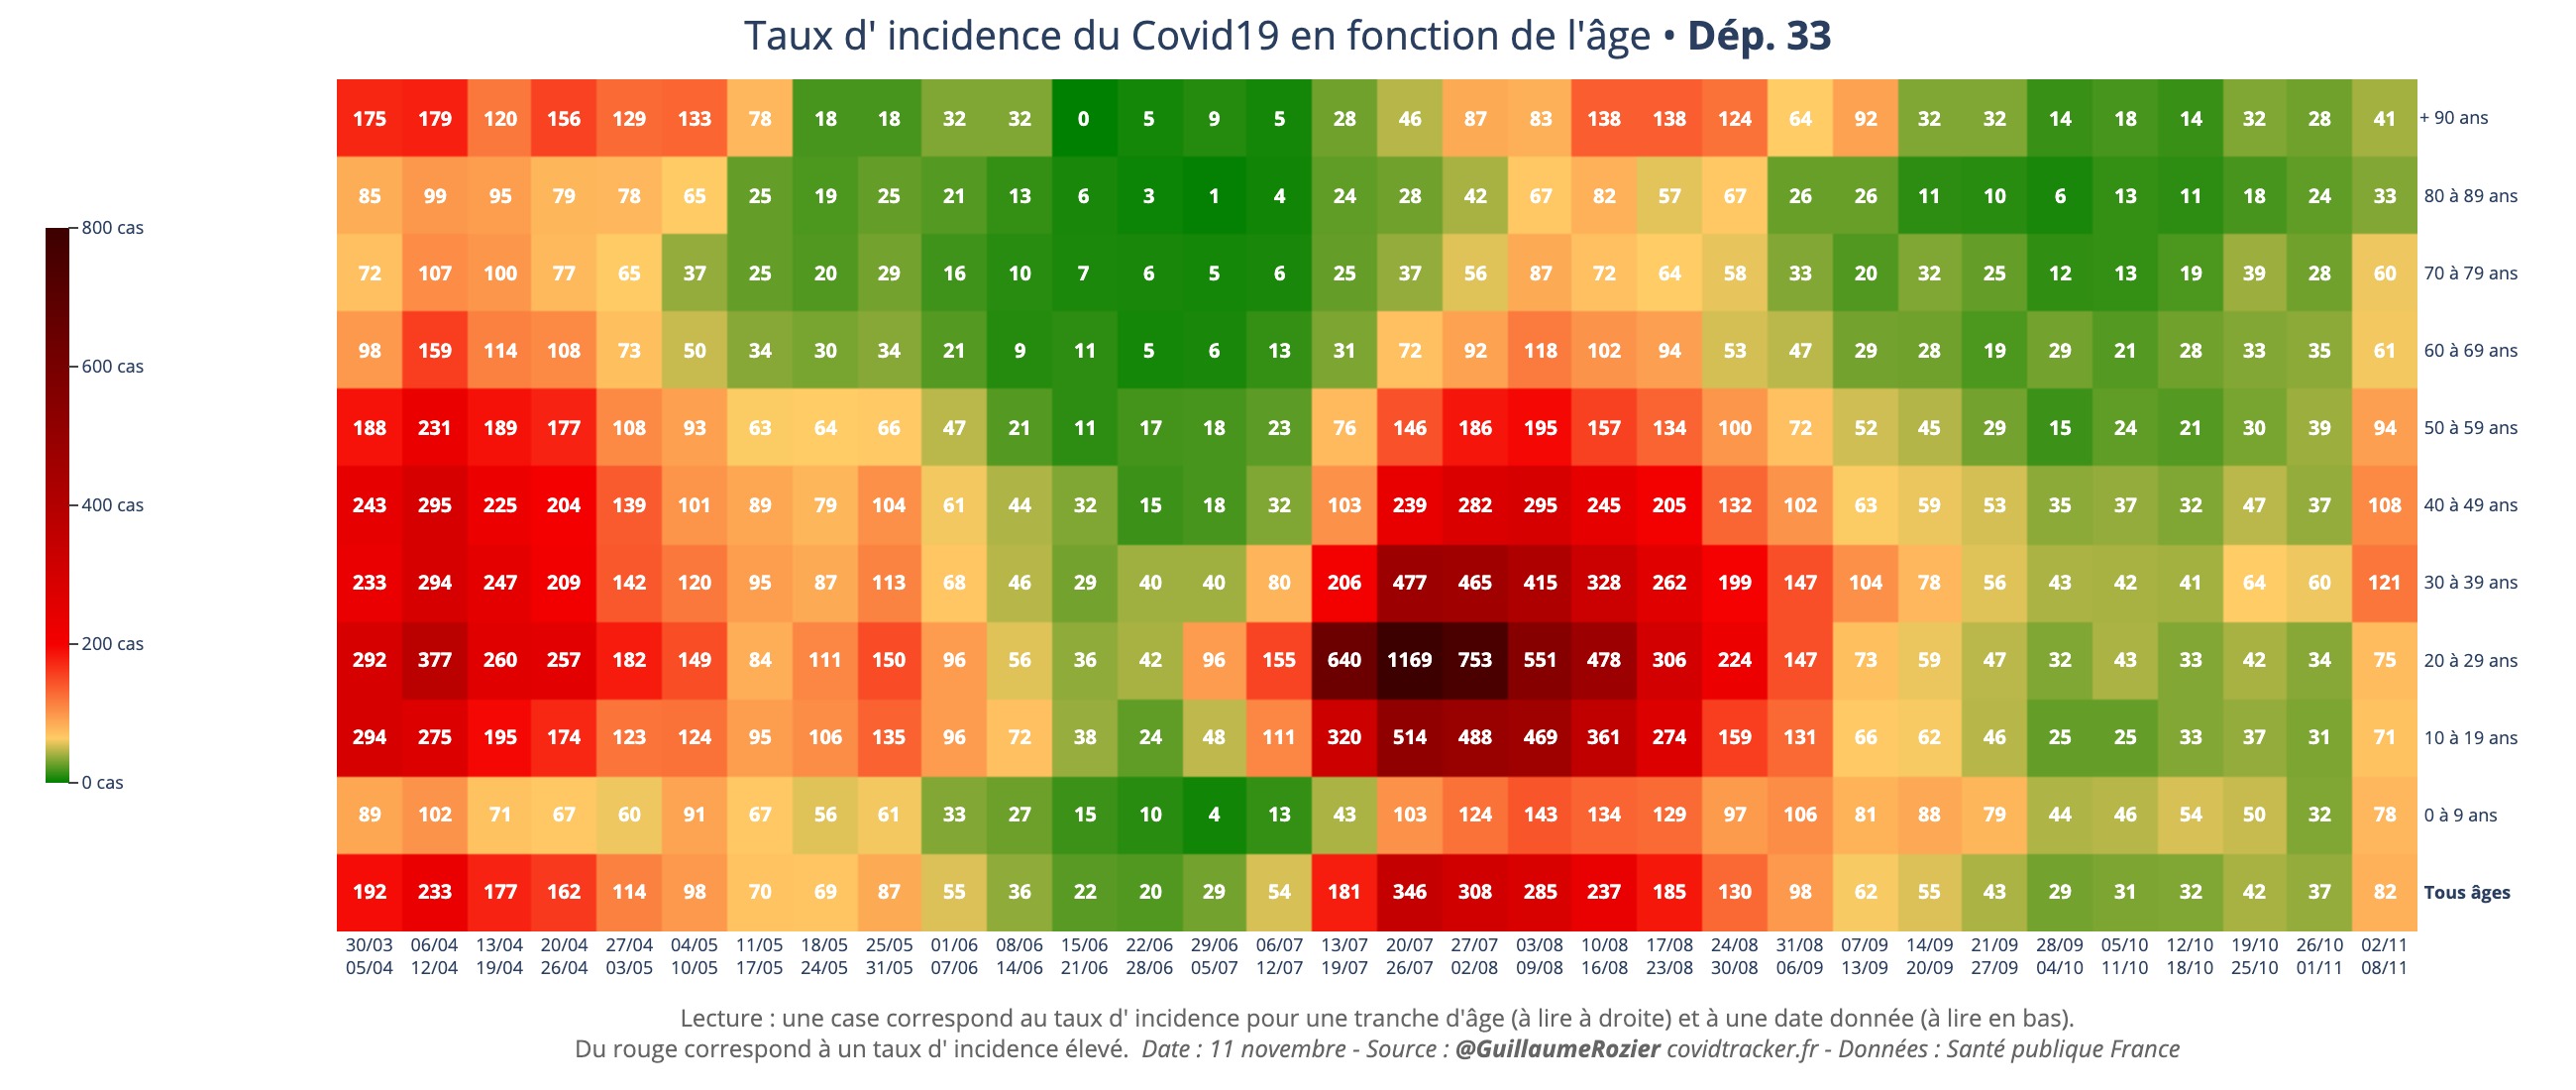 Taux d' incidence du Covid19 en fonction de l'âge • Dép. 33
175 179 120 156 129 133 78 18 18 32 32 0 5 9 5 28 46 87 83 138 138 124 64 92 32 32 14 18 14 32 28 41 + 90 ans
85 99 95 79 78 65 25 19 25 21 13 6 3 1 4 24 28 42 67 82 57 67 26 26 11 10 6 13 11 18 24 33 80 à 89 ans
800 cas
72 107 100 77 65 37 25 20 29 16 10 7 6 5 6 25 37 56 87 72 64 58 33 20 32 25 12 13 19 39 28 60 70 à 79 ans
98 159 114 108 73 50 34 30 34 21 9 11 5 6 13 31 72 92 118 102 94 53 47 29 28 19 29 21 28 33 35 61 60 à 69 ans
600 cas
188 231 189 177 108 93 63 64 66 47 21 11 17 18 23 76 146 186 195 157 134 100 72 52 45 29 15 24 21 30 39 94 50 à 59 ans
400 cas
243 295 225 204 139 101 89 79 104 61 44 32 15 18 32 103 239 282 295 245 205 132 102 63 59 53 35 37 32 47 37 108 40 à 49 ans
233 294 247 209 142 120 95 87 113 68 46 29 40 40 80 206 477 465 415 328 262 199 147 104 78 56 43 42 41 64 60 121 30 à 39 ans
200 cas
292 377 260 257 182 149 84 111 150 96 56 36 42 96 155 640 1169 753 551 478 306 224 147 73 59 47 32 43 33 42 34 75 20 à 29 ans
294 275 195 174 123 124 95 106 135 96 72 38 24 48 111 320 514 488 469 361 274 159 131 66 62 46 25 25 33 37 31 71 10 à 19 ans
0 cas
89 102 71 67 60 91 67 56 61 33 27 15 10 4 13 43 103 124 143 134 129 97 106 81 88 79 44 46 54 50 32 78 0 à 9 ans
192 233 177 162 114 98 70 69 87 55 36 22 20 29 54 181 346 308 285 237 185 130 98 62 55 43 29 31 32 42 37 82 Tous âges
30/03 06/04 13/04 20/04 27/04 04/05 11/05 18/05 25/05 01/06 08/06 15/06 22/06 29/06 06/07 13/07 20/07 27/07 03/08 10/08 17/08 24/08 31/08 07/09 14/09 21/09 28/09 05/10 12/10 19/10 26/10 02/11
05/04 12/04 19/04 26/04 03/05 10/05 17/05 24/05 31/05 07/06 14/06 21/06 28/06 05/07 12/07 19/07 26/07 02/08 09/08 16/08 23/08 30/08 06/09 13/09 20/09 27/09 04/10 11/10 18/10 25/10 01/11 08/11
Lecture : une case correspond au taux d' incidence pour une tranche d'âge (à lire à droite) et à une date donnée (à lire en bas).
Du rouge correspond à un taux d' incidence élevé. Date : 11 novembre - Source : @GuillaumeRozier covidtracker.fr - Données : Santé publique France